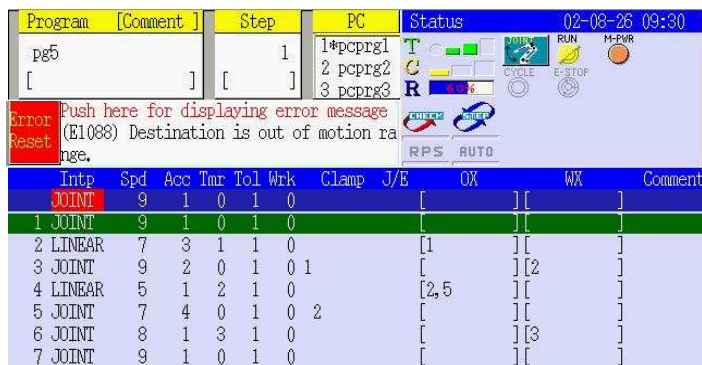 Program [Comment ] Step PC Status 02-08-26 09:30
pg5 1 1*pcprg1 T JOINT RUN M-PWR
[ ] [ ] 2 pcprg2 C CYCLE E-STOP
3 pcprg3 R 60%
Error Reset
Push here for displaying error message
(E1088) Destination is out of motion ra
nge.
CHECK STEP
RPS AUTO
Intp Spd Acc Tmr Tol Wrk Clamp J/E OX WX Comment
JOINT 9 1 0 1 0 [ ][ ]
1 JOINT 9 1 0 1 0 [ ][ ]
2 LINEAR 7 3 1 1 0 [1 ][ ]
3 JOINT 9 2 0 1 0 1 [ ][2 ]
4 LINEAR 5 1 2 1 0 [2,5 ][ ]
5 JOINT 7 4 0 1 0 2 [ ][ ]
6 JOINT 8 1 3 1 0 [ ][3 ]
7 JOINT 9 1 0 1 0 [ ][ ]